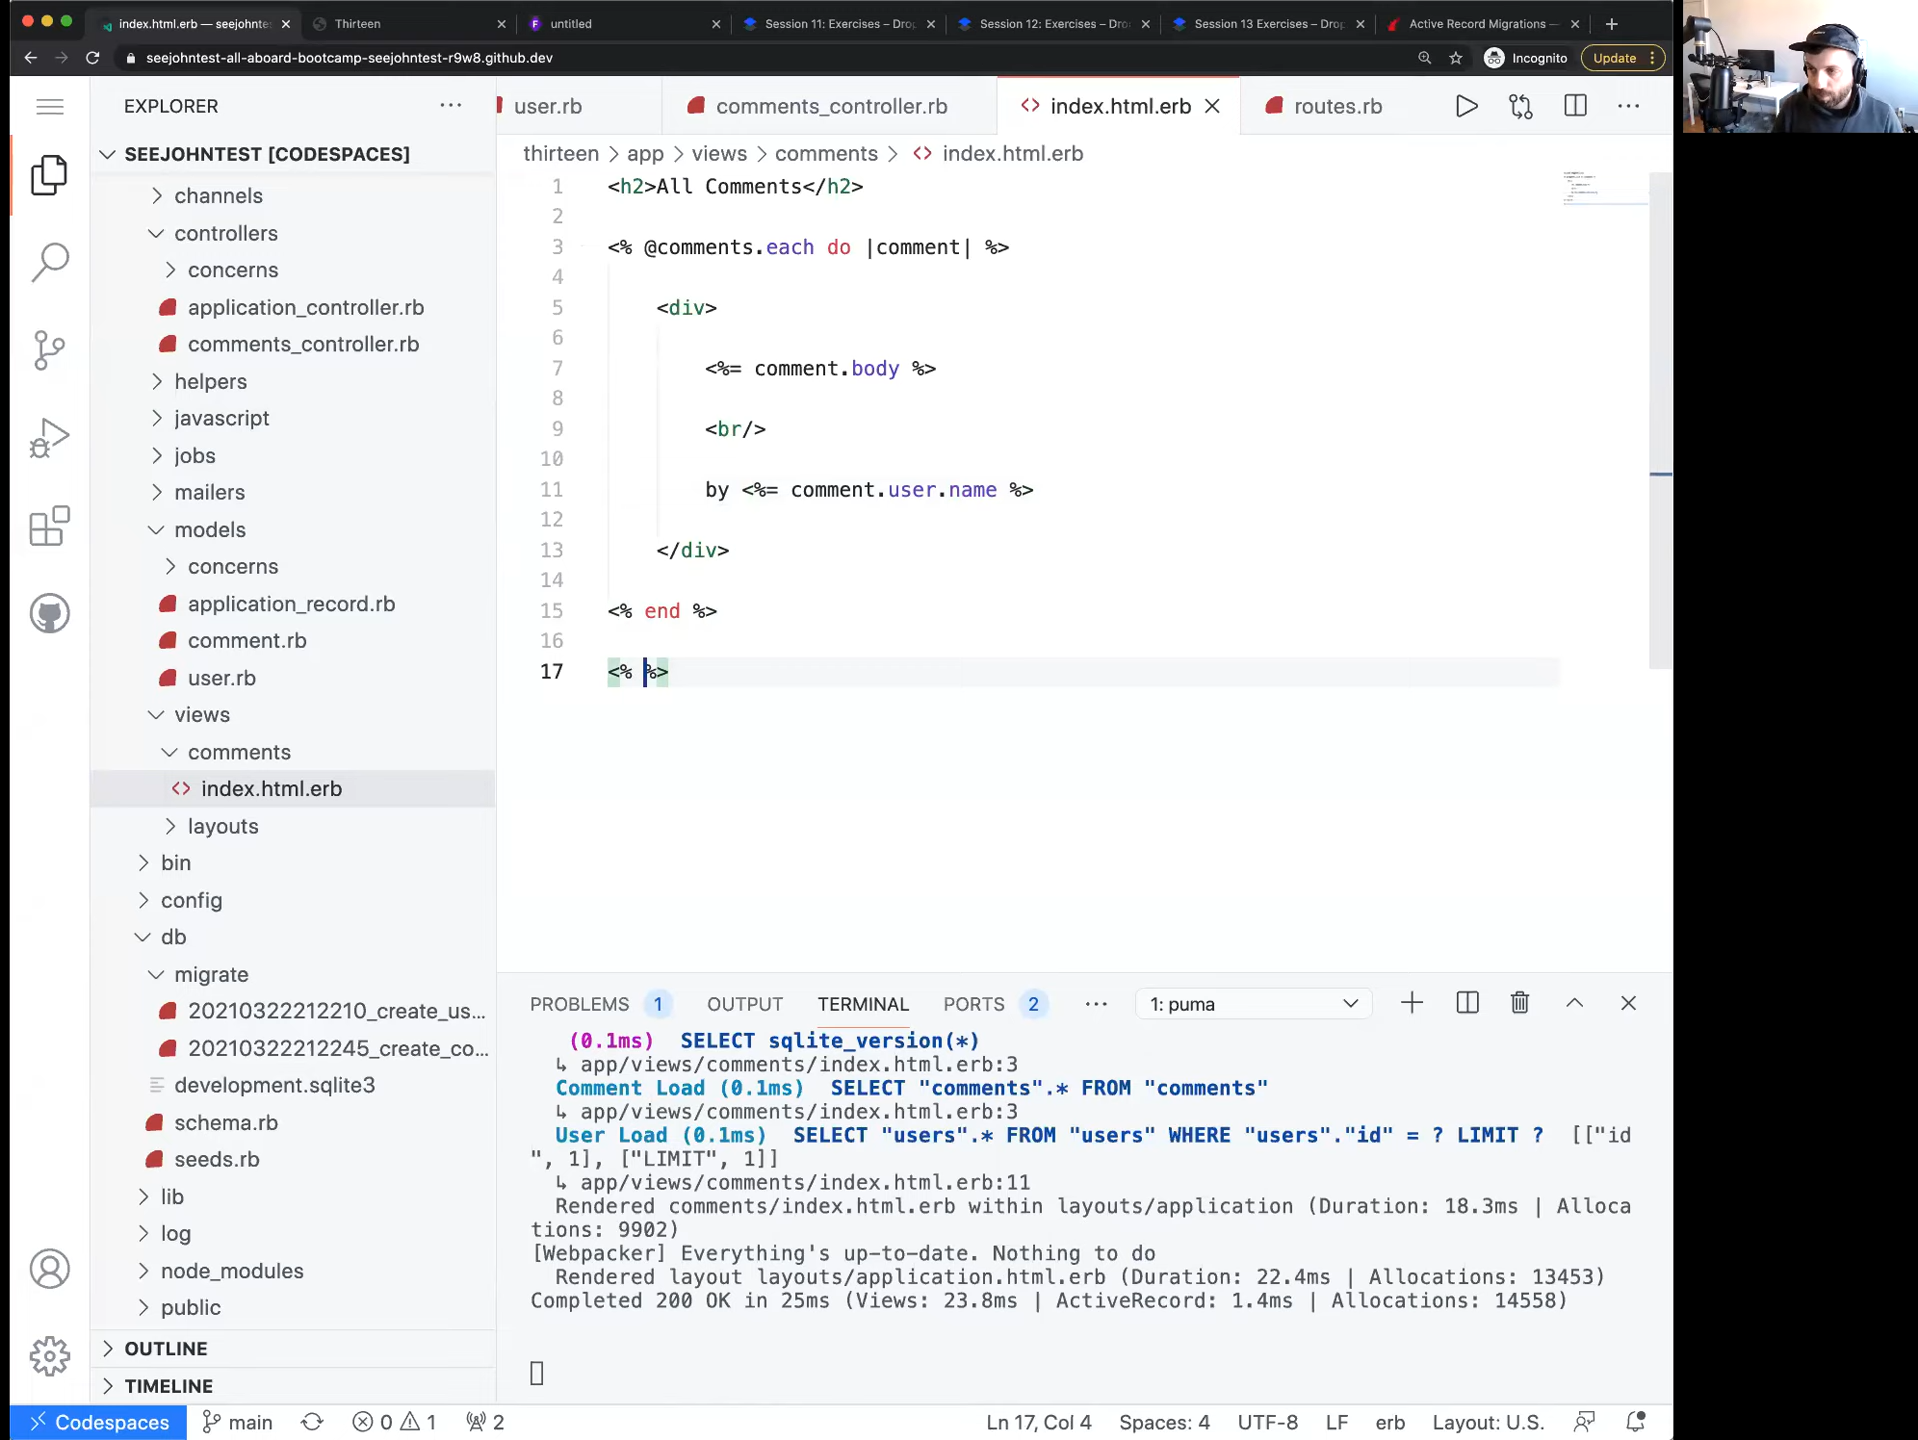 index.html.erb — seejohntes
Thirteen
untitled
Session 11: Exercises – Drop
Session 12: Exercises – Dro
Session 13 Exercises – Drop
Active Record Migrations —
seejohntest-all-aboard-bootcamp-seejohntest-r9w8.github.dev
Incognito
Update
EXPLORER
user.rb
comments_controller.rb
index.html.erb
routes.rb
SEEJOHNTEST [CODESPACES]
thirteen > app > views > comments > index.html.erb
channels
controllers
concerns
application_controller.rb
comments_controller.rb
helpers
javascript
jobs
mailers
models
concerns
application_record.rb
comment.rb
user.rb
views
comments
index.html.erb
layouts
bin
config
db
migrate
20210322212210_create_us...
20210322212245_create_co...
development.sqlite3
schema.rb
seeds.rb
lib
log
node_modules
public
OUTLINE
TIMELINE
1 <h2>All Comments</h2>
2
3 <% @comments.each do |comment| %>
4
5 <div>
6
7 <%= comment.body %>
8
9 <br/>
10
11 by <%= comment.user.name %>
12
13 </div>
14
15 <% end %>
16
17 <% %>
PROBLEMS 1 OUTPUT TERMINAL PORTS 2 ... 1: puma
(0.1ms) SELECT sqlite_version(*)
↳ app/views/comments/index.html.erb:3
Comment Load (0.1ms) SELECT "comments".* FROM "comments"
↳ app/views/comments/index.html.erb:3
User Load (0.1ms) SELECT "users".* FROM "users" WHERE "users"."id" = ? LIMIT ? [["id
", 1], ["LIMIT", 1]]
↳ app/views/comments/index.html.erb:11
Rendered comments/index.html.erb within layouts/application (Duration: 18.3ms | Alloca
tions: 9902)
[Webpacker] Everything's up-to-date. Nothing to do
Rendered layout layouts/application.html.erb (Duration: 22.4ms | Allocations: 13453)
Completed 200 OK in 25ms (Views: 23.8ms | ActiveRecord: 1.4ms | Allocations: 14558)
Codespaces main 0 1 2 Ln 17, Col 4 Spaces: 4 UTF-8 LF erb Layout: U.S.